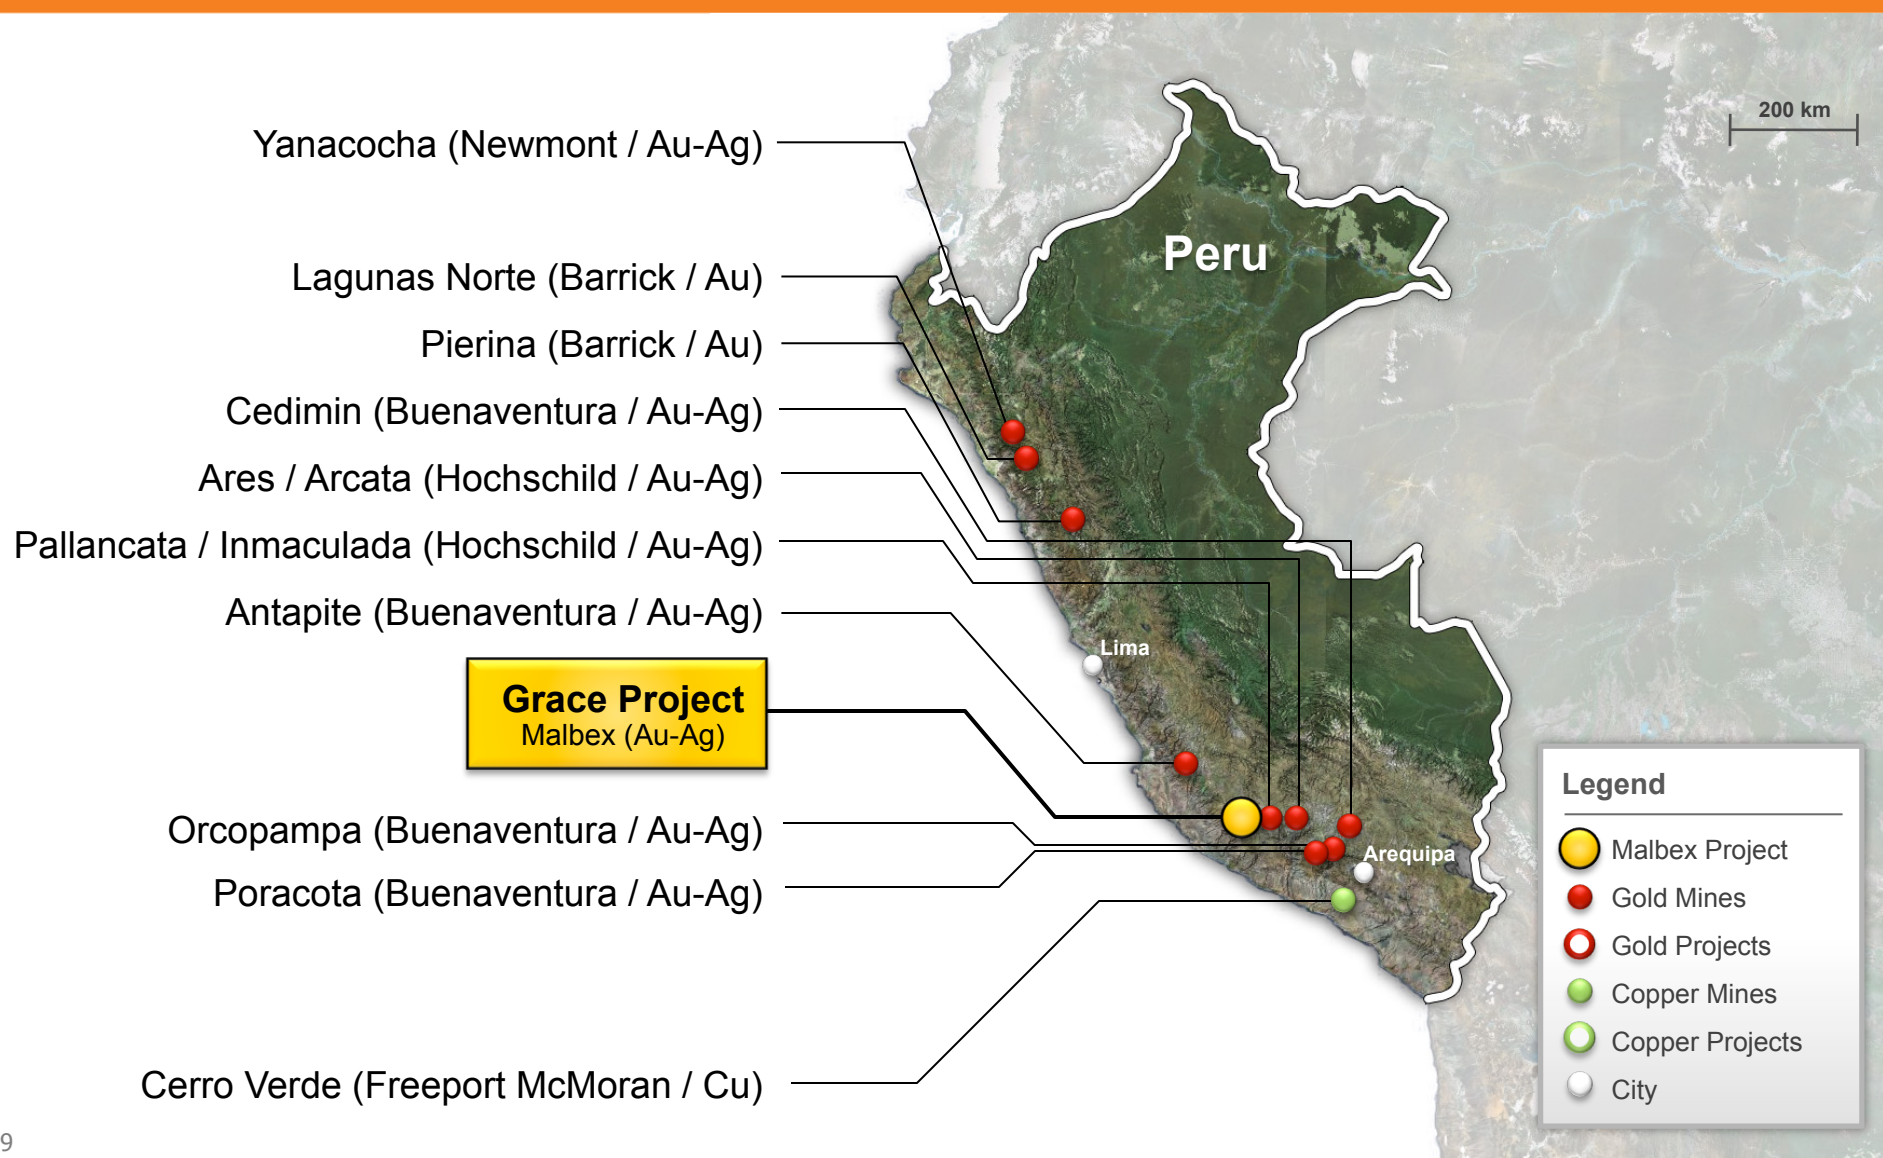 200 km
Yanacocha (Newmont / Au-Ag)
Peru
Lagunas Norte (Barrick / Au)
Pierina (Barrick / Au)
Cedimin (Buenaventura / Au-Ag)
Ares / Arcata (Hochschild / Au-Ag)
Pallancata / Inmaculada (Hochschild / Au-Ag)
Antapite (Buenaventura / Au-Ag)
Lima
Grace Project
Malbex (Au-Ag)
Orcopampa (Buenaventura / Au-Ag)
Arequipa
Poracota (Buenaventura / Au-Ag)
Cerro Verde (Freeport McMoran / Cu)
Legend
Malbex Project
Gold Mines
Gold Projects
Copper Mines
Copper Projects
City
9